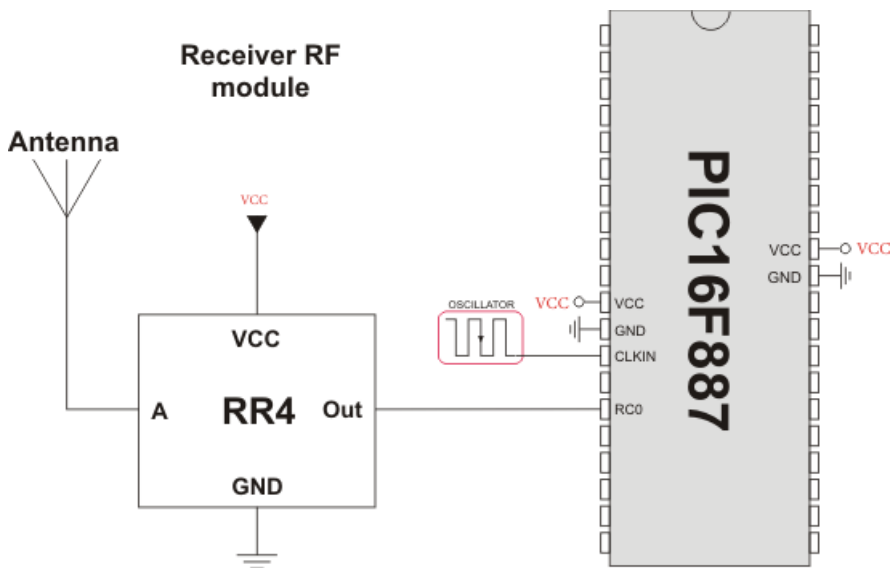 Receiver RF
module
Antenna
VCC
VCC
A
RR4
Out
GND
OSCILLATOR
VCC
VCC
GND
CLKIN
RC0
PIC16F887
VCC
VCC
GND